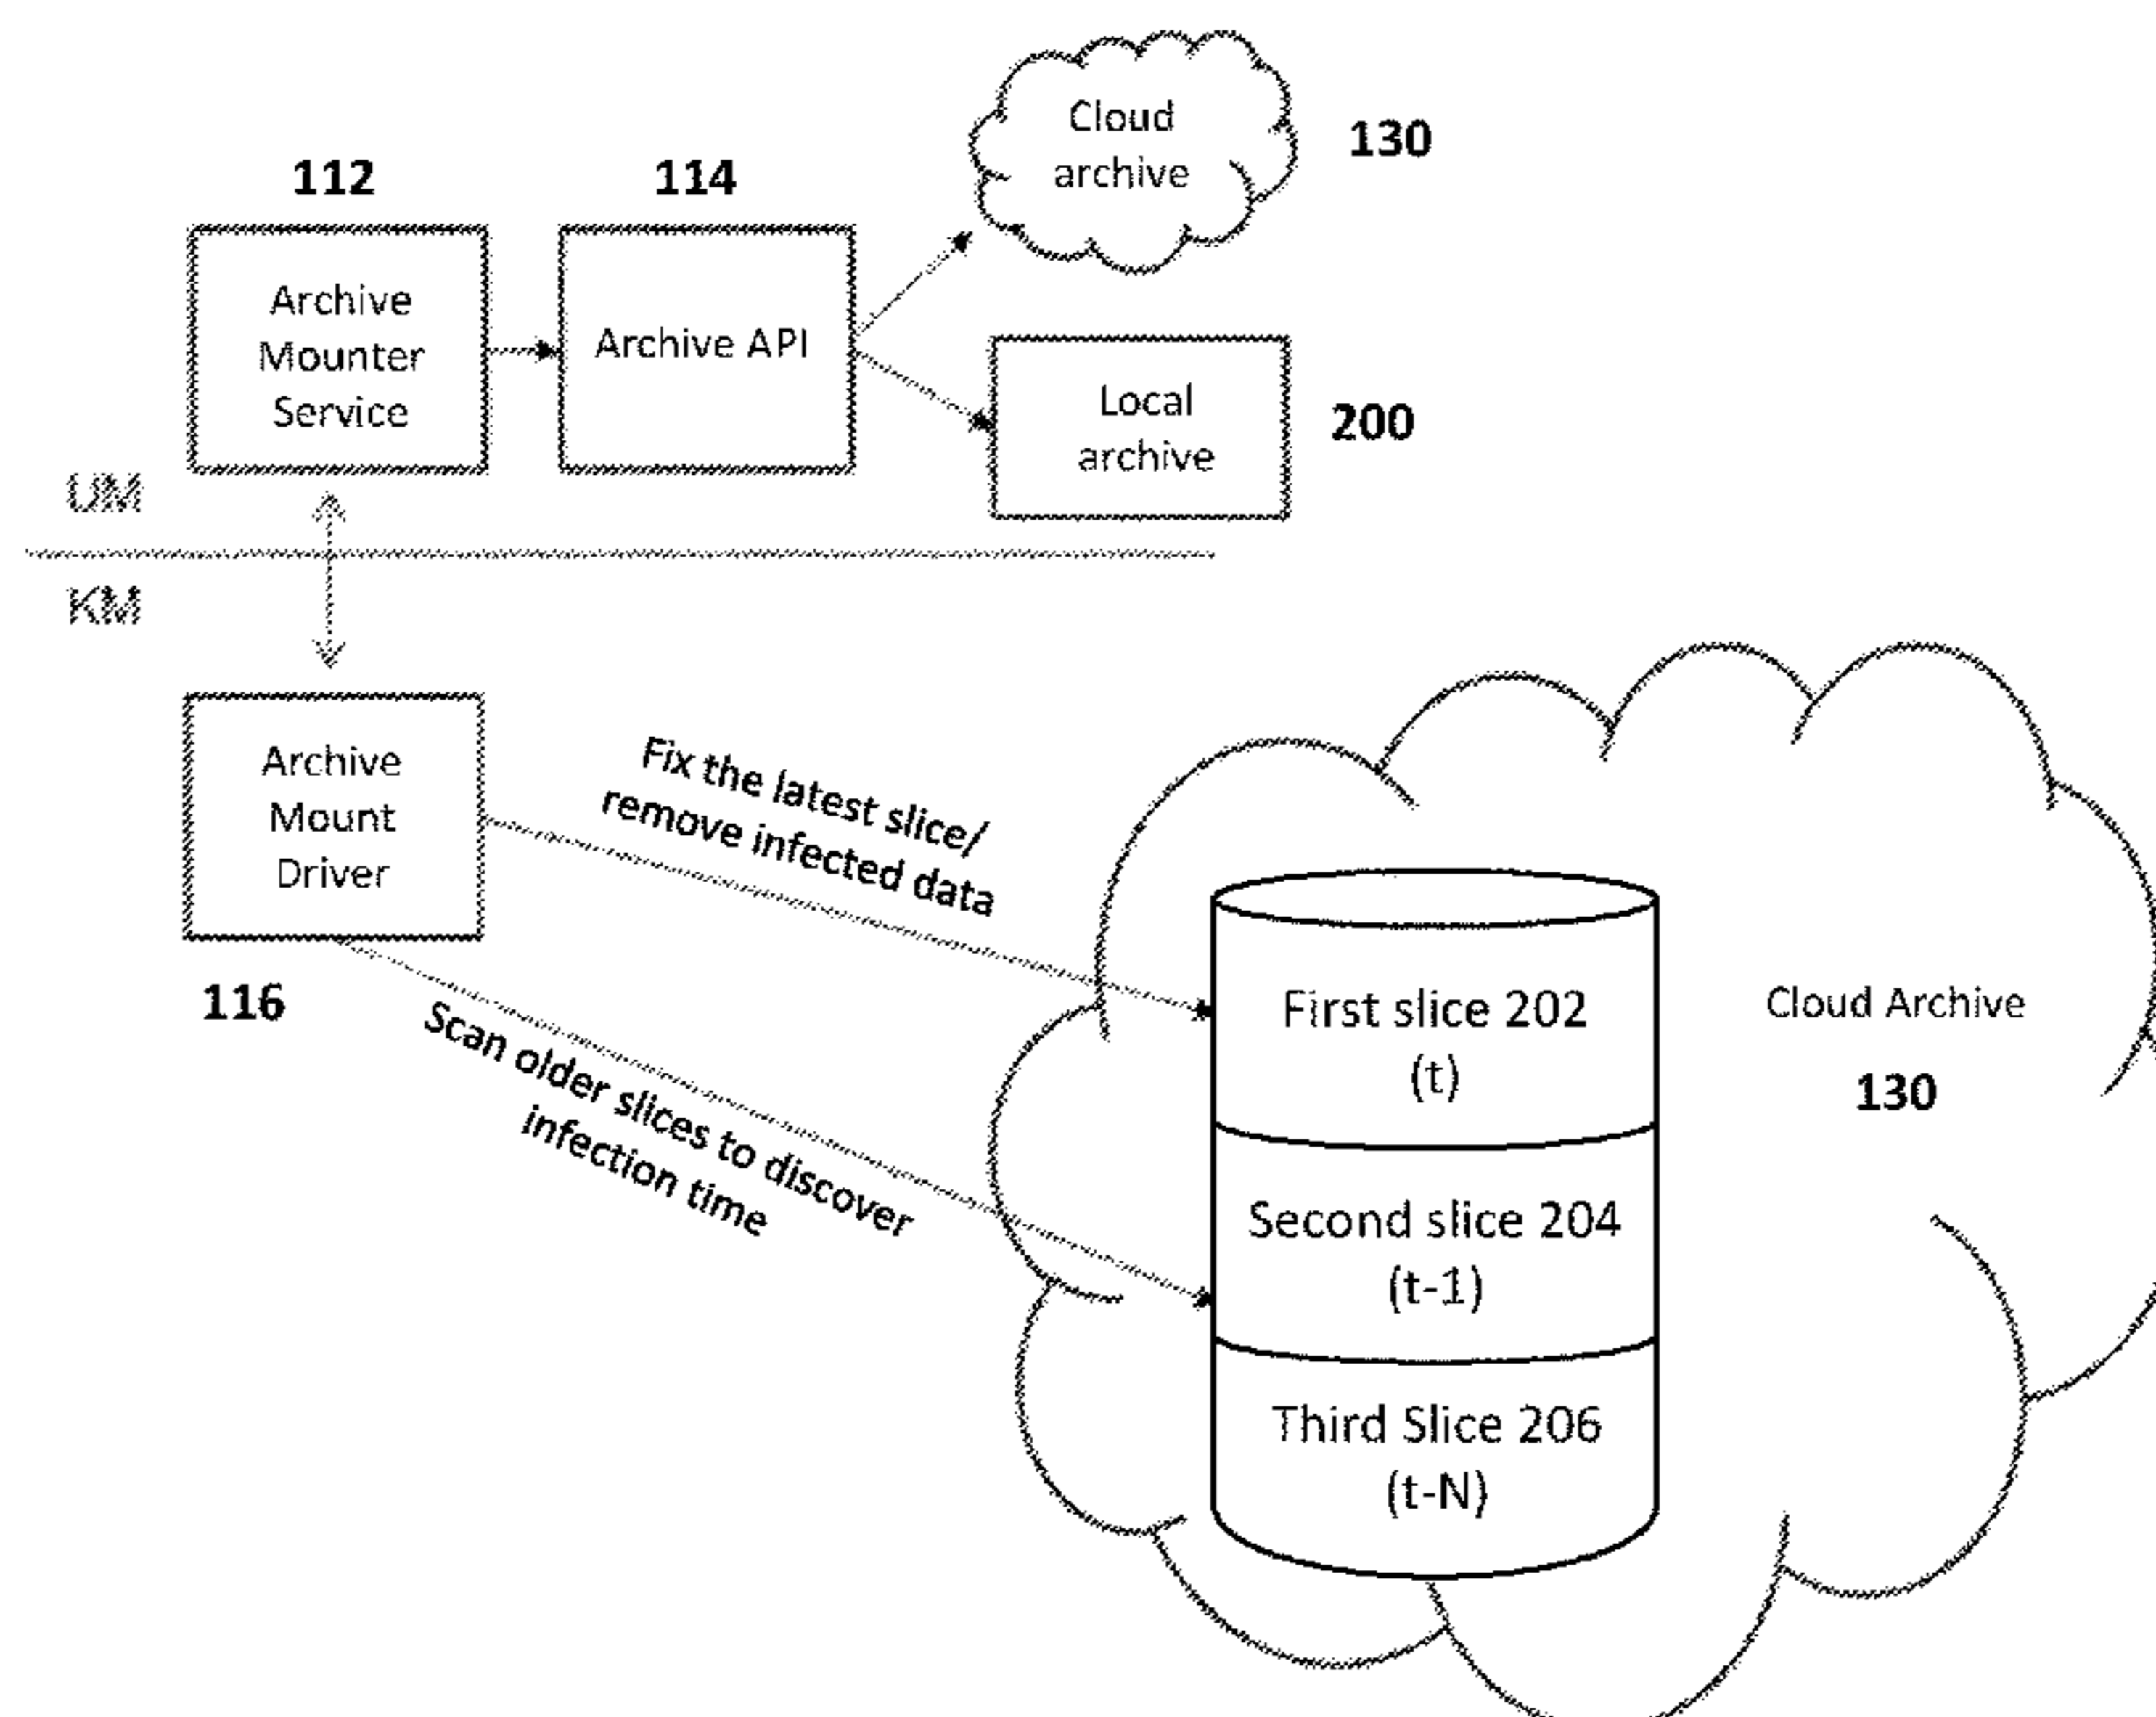 Cloud
archive
130
112
114
Archive
Mounter
Service
Archive API
Local
archive
200
UM
KM
Archive
Mount
Driver
116
Fix the latest slice/
remove infected data
Scan older slices to discover
infection time
First slice 202
(t)
Second slice 204
(t-1)
Third Slice 206
(t-N)
Cloud Archive
130